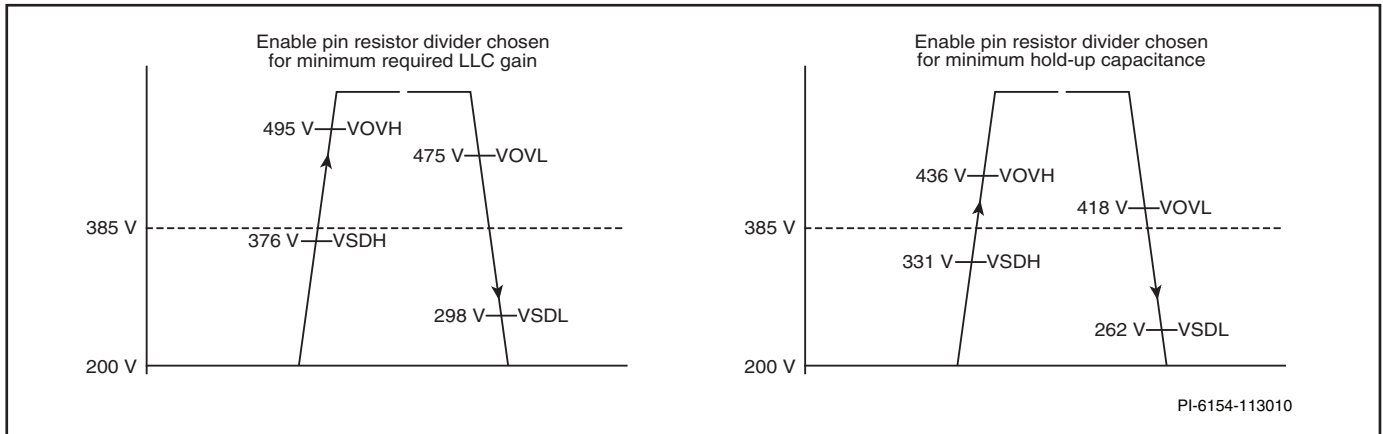 Enable pin resistor divider chosen
for minimum required LLC gain
495 V
VOVH
475 V
VOVL
385 V
376 V
VSDH
298 V
VSDL
200 V
Enable pin resistor divider chosen
for minimum hold-up capacitance
436 V
VOVH
418 V
VOVL
385 V
331 V
VSDH
262 V
VSDL
200 V
PI-6154-113010